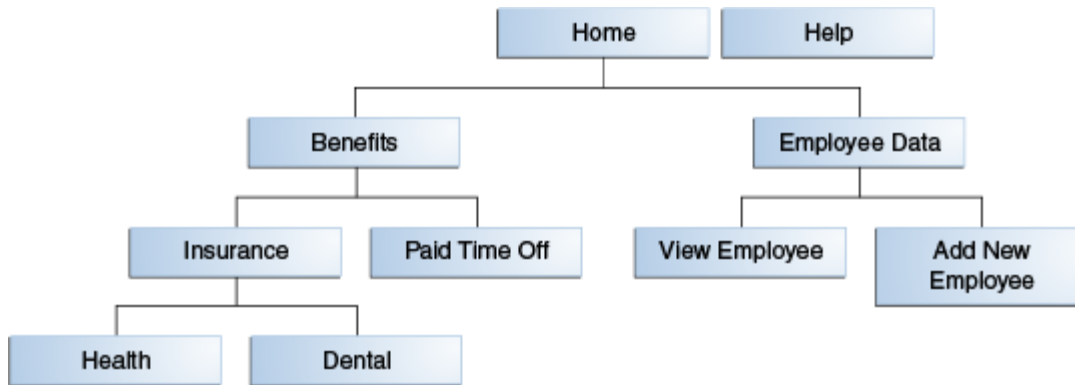 Home
Help
Benefits
Employee Data
Insurance
Paid Time Off
View Employee
Add New
Employee
Health
Dental